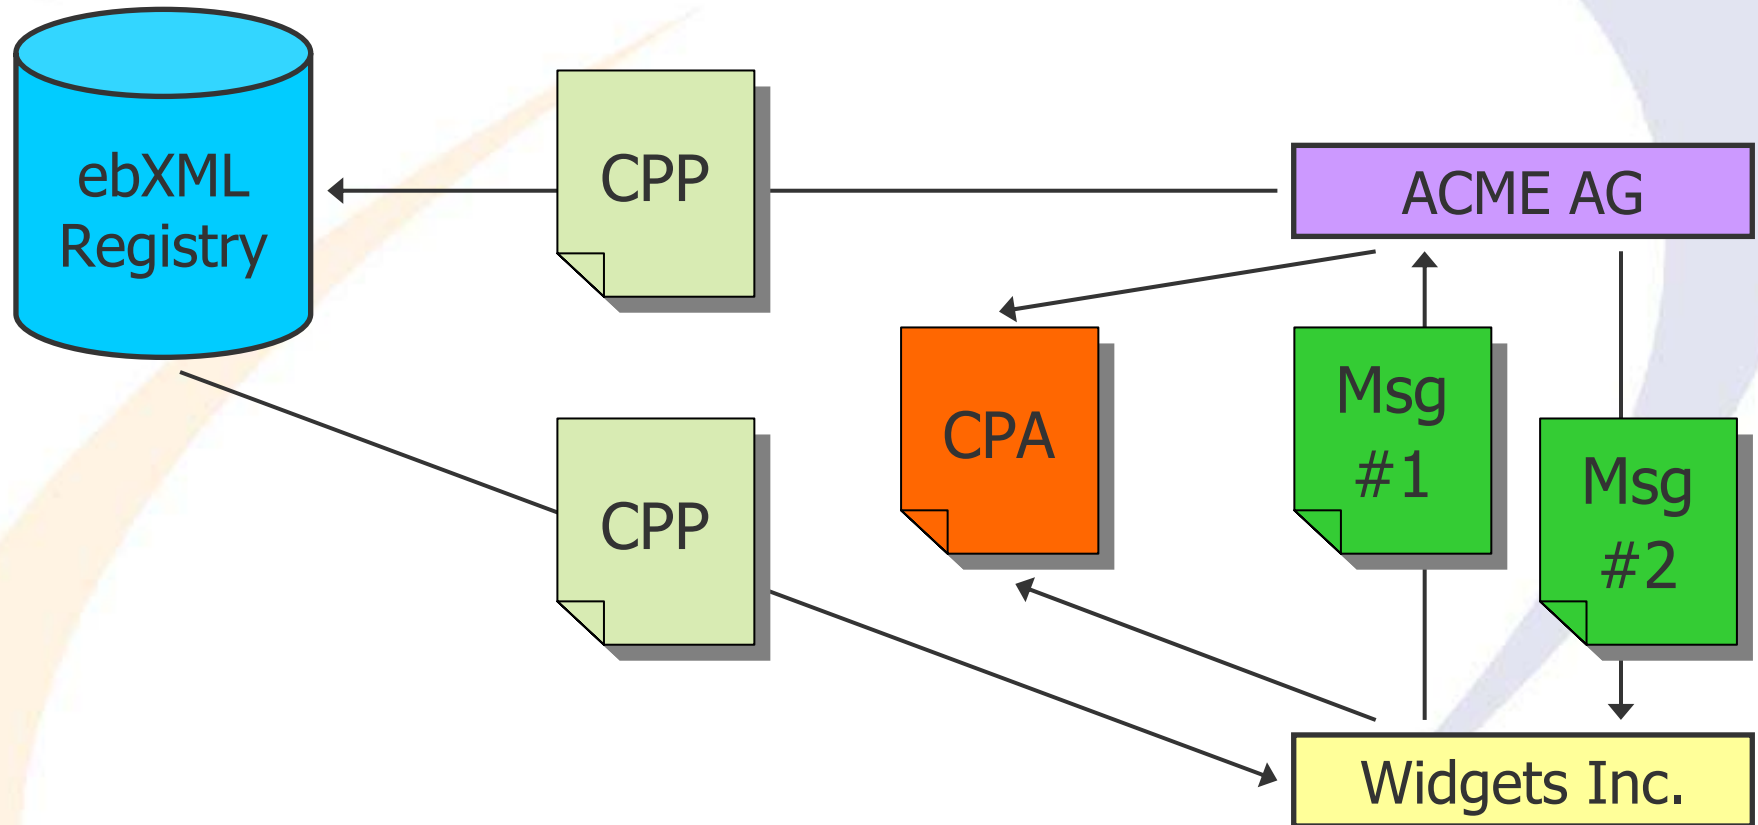 ebXML
Registry
CPP
ACME AG
CPP
CPA
Msg
#1
Msg
#2
Widgets Inc.